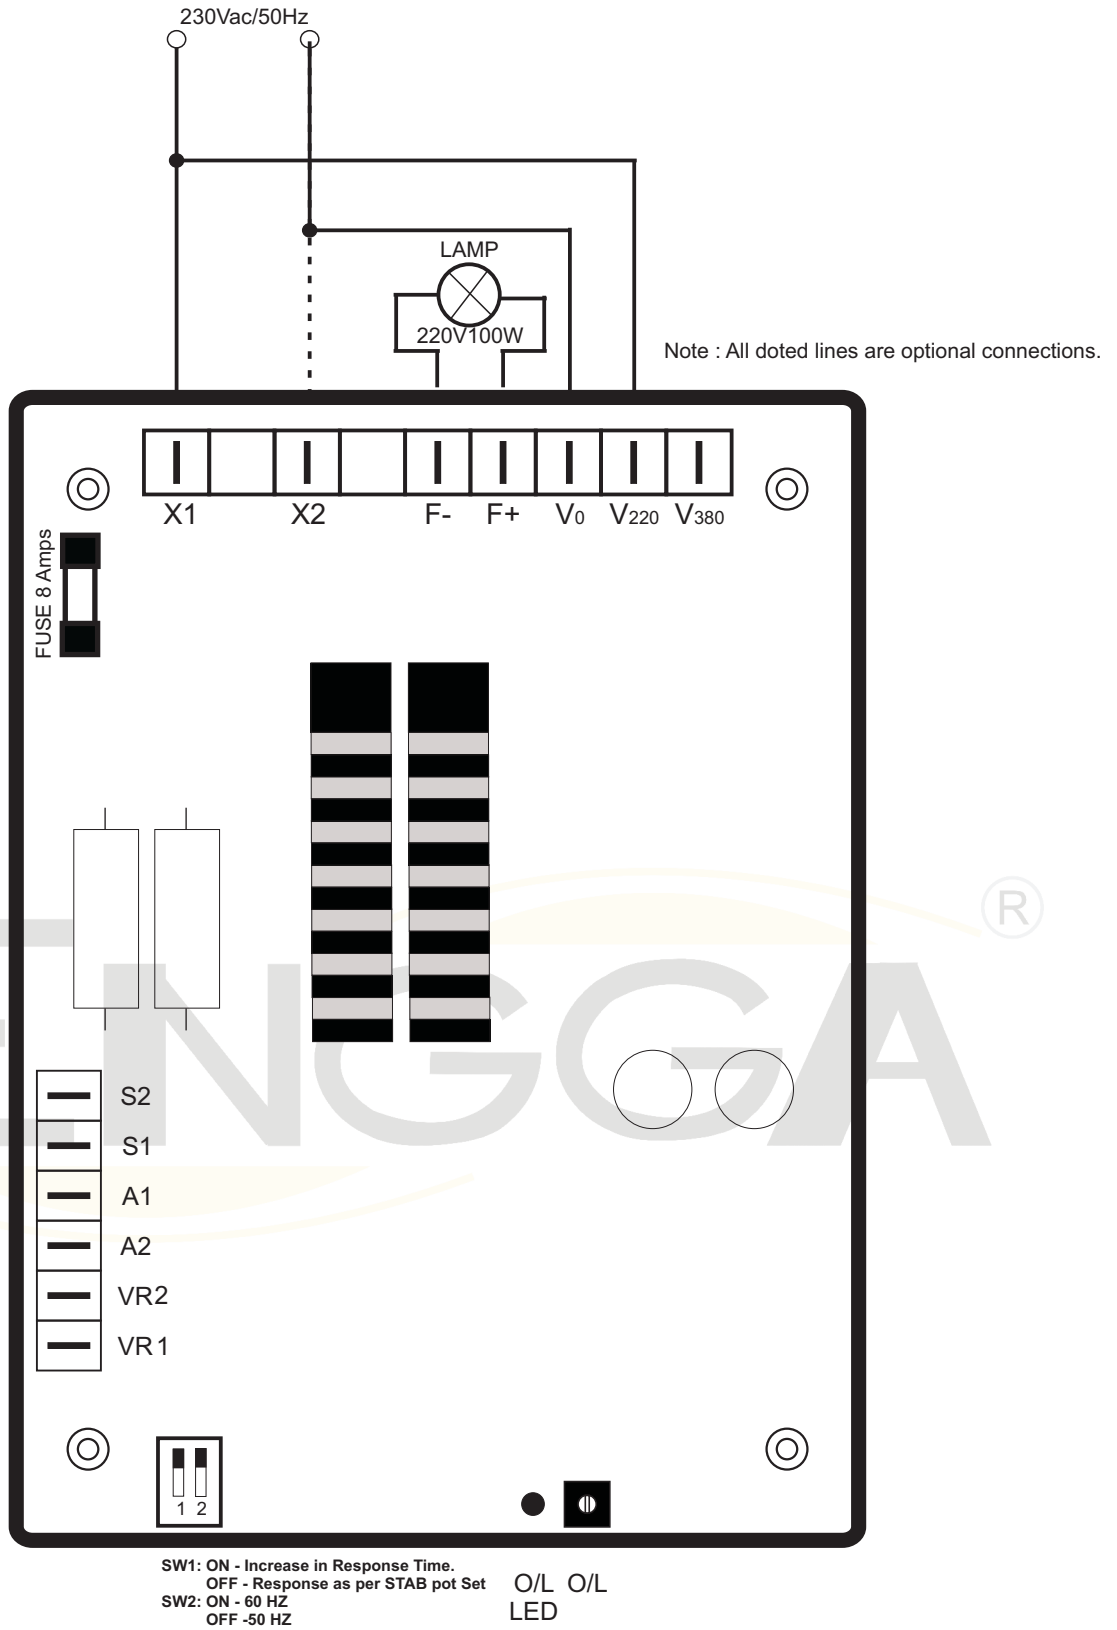 230Vac/50Hz
LAMP
220V100W
Note : All doted lines are optional connections.
X1 X2 F- F+ V0 V220 V380
FUSE 8 Amps
®
ENGGA
S2
S1
A1
A2
VR2
VR1
1 2
SW1: ON - Increase in Response Time.
OFF - Response as per STAB pot Set
SW2: ON - 60 HZ
OFF -50 HZ
O/L O/L
LED